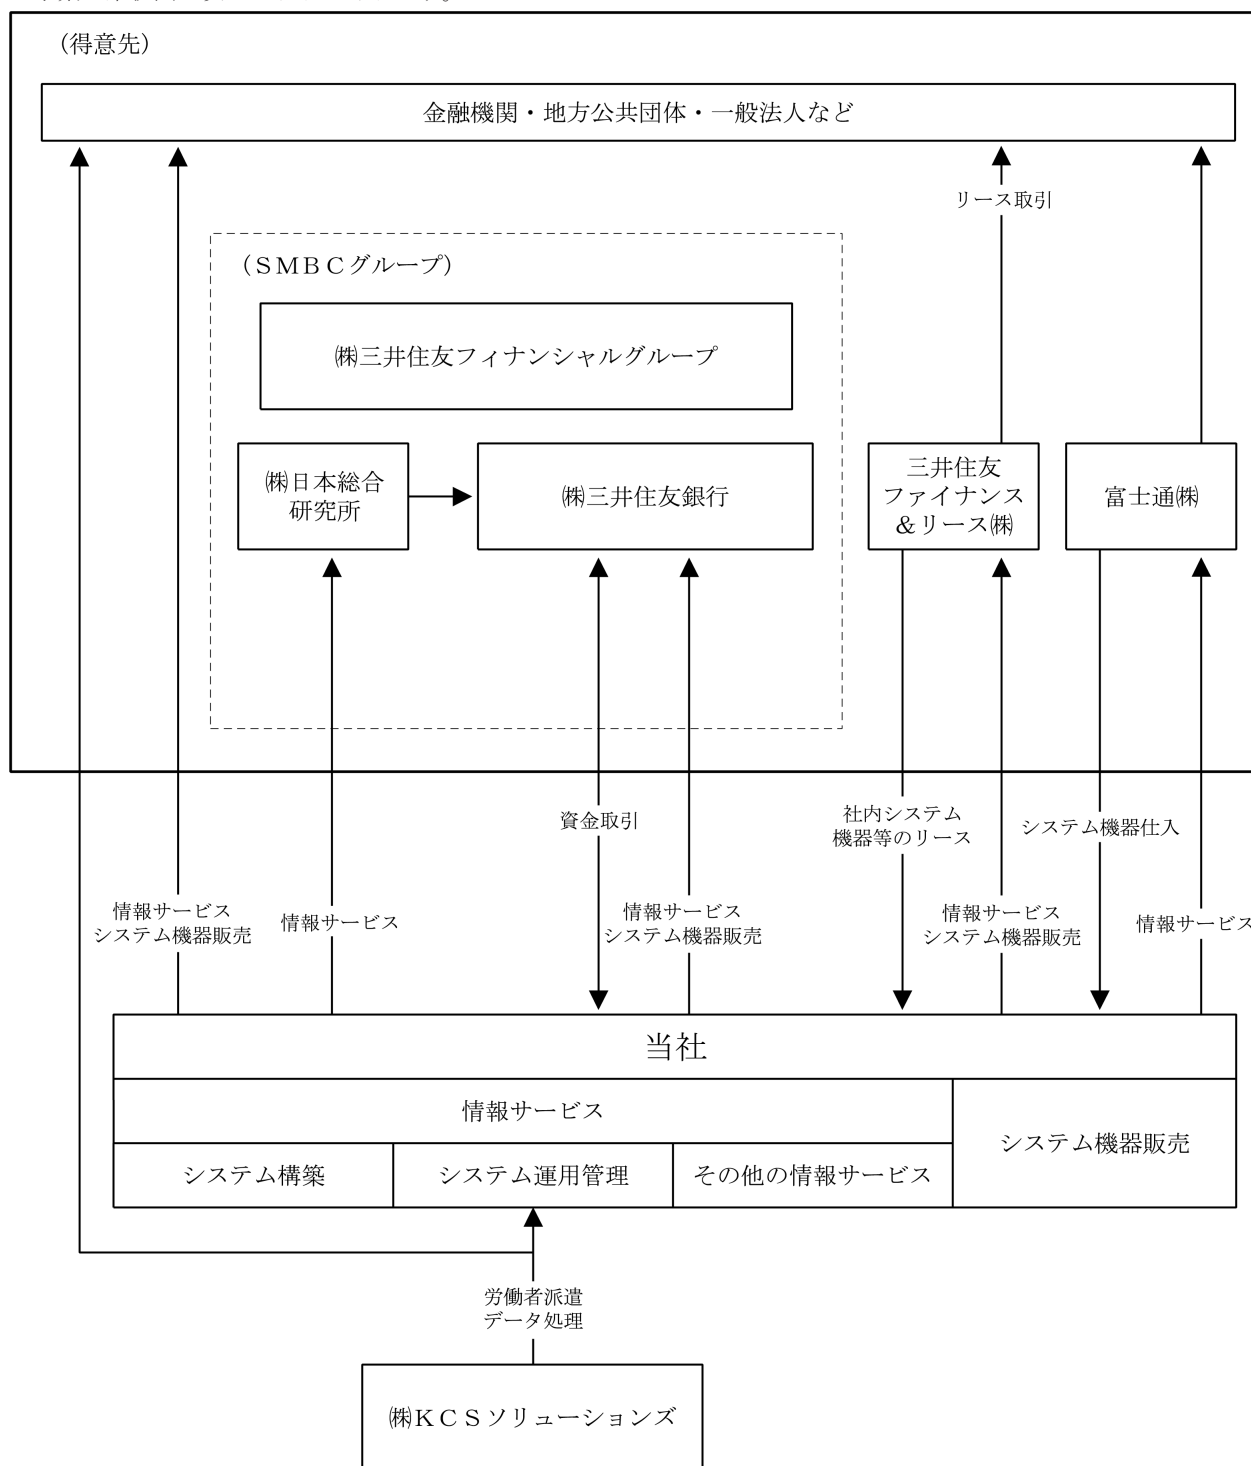 （得意先）
金融機関・地方公共団体・一般法人など
リース取引
（ＳＭＢＣグループ）
㈱三井住友フィナンシャルグループ
㈱日本総合
研究所
㈱三井住友銀行
三井住友
ファイナンス
＆リース㈱
富士通㈱
資金取引
社内システム
機器等のリース
システム機器仕入
情報サービス
システム機器販売
情報サービス
情報サービス
システム機器販売
情報サービス
システム機器販売
情報サービス
当社
情報サービス
システム機器販売
システム構築
システム運用管理
その他の情報サービス
労働者派遣
データ処理
㈱ＫＣＳソリューションズ